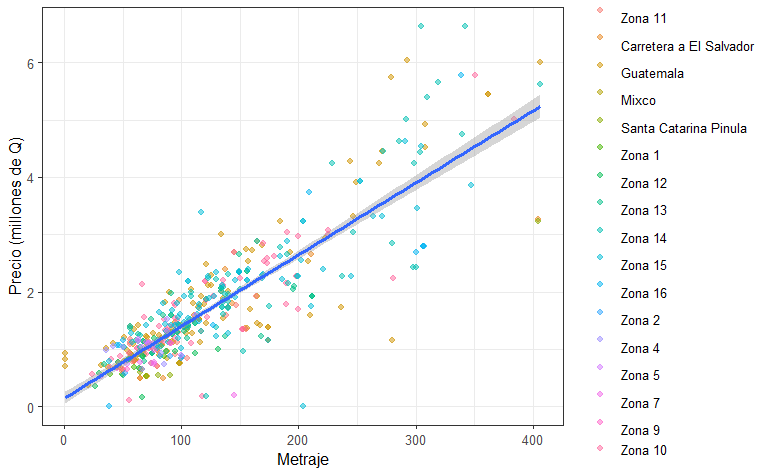 Precio (millones de Q)
6
4
2
0
0
100
200
300
400
Metraje
Zona 11
Carretera a El Salvador
Guatemala
Mixco
Santa Catarina Pinula
Zona 1
Zona 12
Zona 13
Zona 14
Zona 15
Zona 16
Zona 2
Zona 4
Zona 5
Zona 7
Zona 9
Zona 10